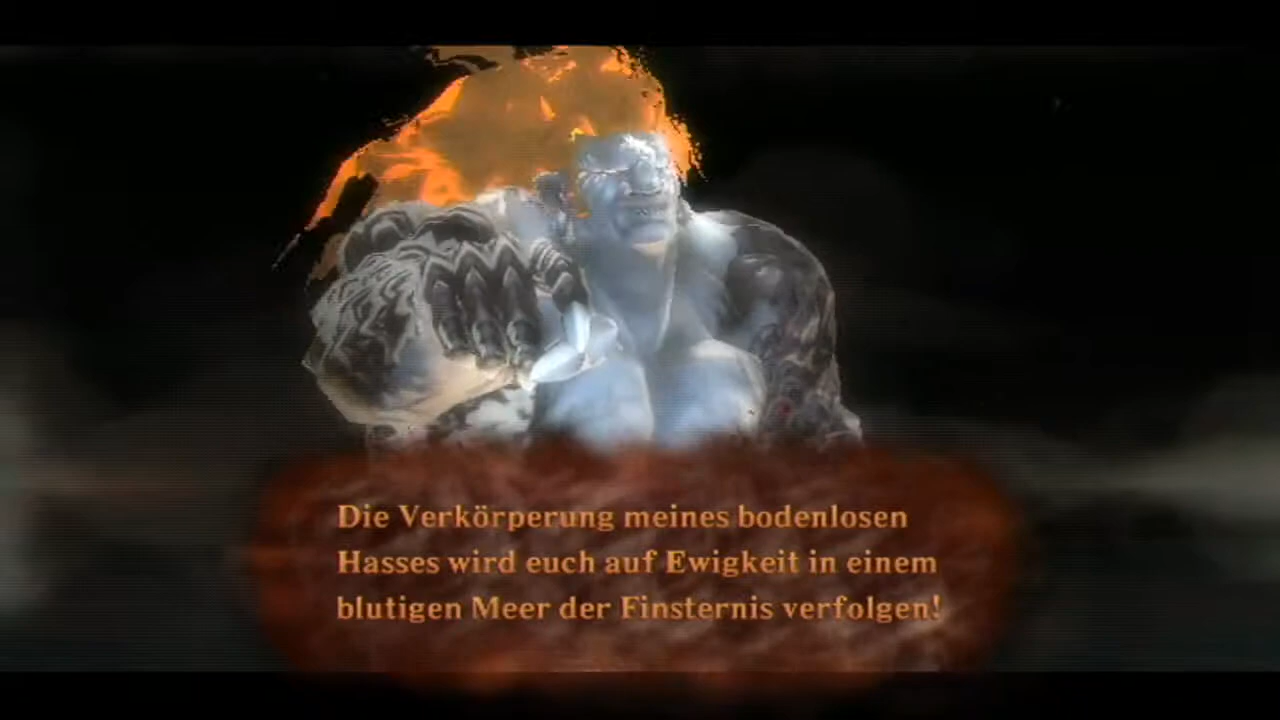 Die Verkörperung meines bodenlosen
Hasses wird euch auf Ewigkeit in einem
blutigen Meer der Finsternis verfolgen!